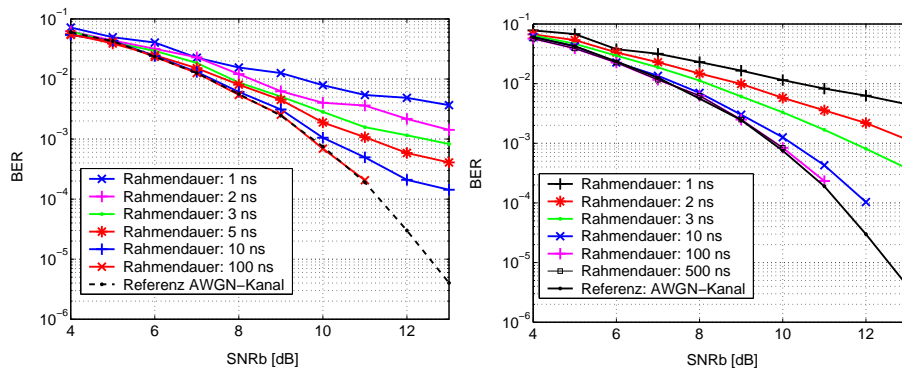 10⁻¹
10⁻²
10⁻³
10⁻⁴
10⁻⁵
10⁻⁶
BER
Rahmendauer: 1 ns
Rahmendauer: 2 ns
Rahmendauer: 3 ns
Rahmendauer: 5 ns
Rahmendauer: 10 ns
Rahmendauer: 100 ns
Referenz AWGN−Kanal
4 6 8 10 12
SNRb [dB]
10⁻¹
10⁻²
10⁻³
10⁻⁴
10⁻⁵
10⁻⁶
BER
Rahmendauer: 1 ns
Rahmendauer: 2 ns
Rahmendauer: 3 ns
Rahmendauer: 10 ns
Rahmendauer: 100 ns
Rahmendauer: 500 ns
Referenz: AWGN−Kanal
4 6 8 10 12
SNRb [dB]